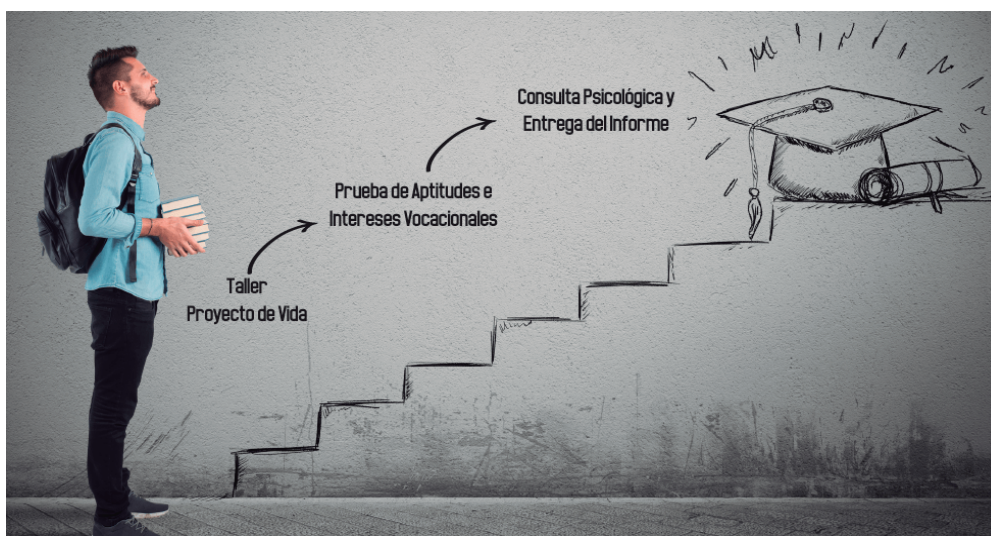 Taller
Proyecto de Vida
Prueba de Aptitudes e
Intereses Vocacionales
Consulta Psicológica y
Entrega del Informe